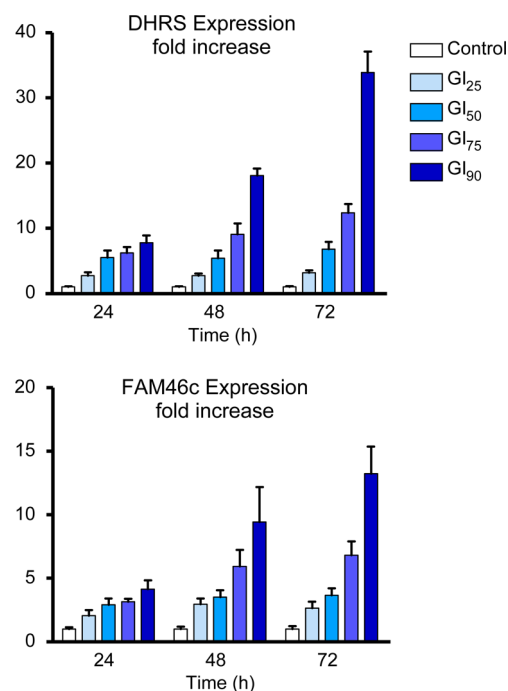 DHRS Expression
fold increase
40
30
20
10
0
24
48
72
Time (h)
Control
GI25
GI50
GI75
GI90
FAM46c Expression
fold increase
20
15
10
5
0
24
48
72
Time (h)